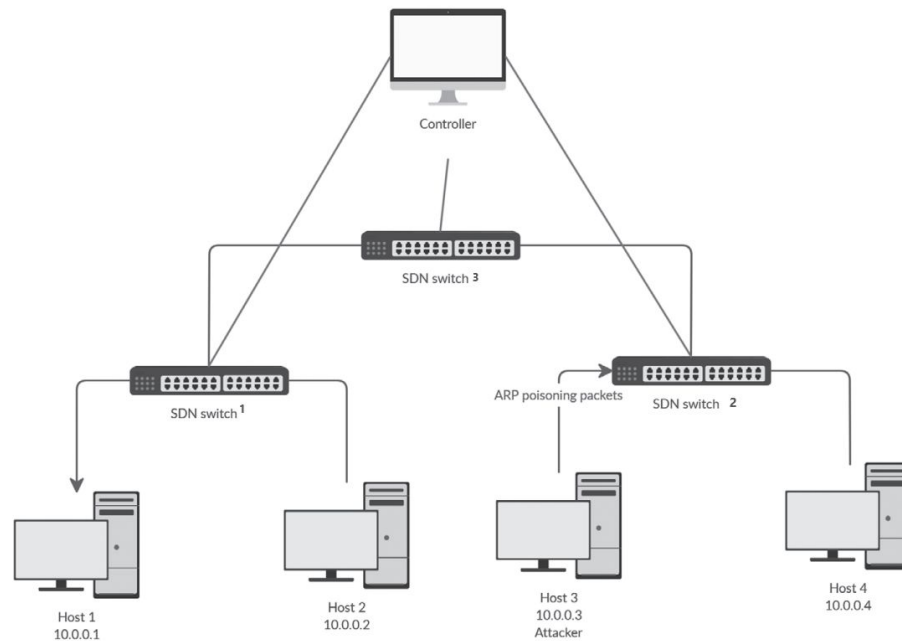 Controller
SDN switch 3
SDN switch 1
ARP poisoning packets
SDN switch 2
Host 1
10.0.0.1
Host 2
10.0.0.2
Host 3
10.0.0.3
Attacker
Host 4
10.0.0.4